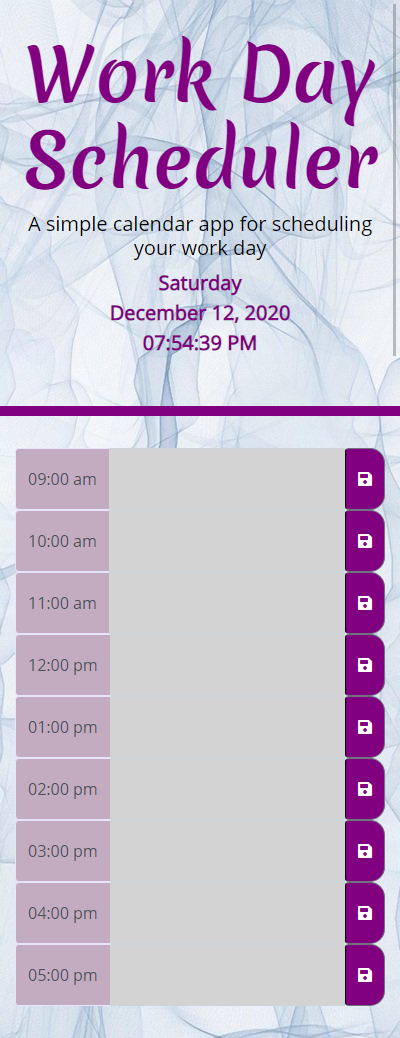 Work Day
Scheduler
A simple calendar app for scheduling
your work day
Saturday
December 12, 2020
07:54:39 PM
09:00 am
10:00 am
11:00 am
12:00 pm
01:00 pm
02:00 pm
03:00 pm
04:00 pm
05:00 pm